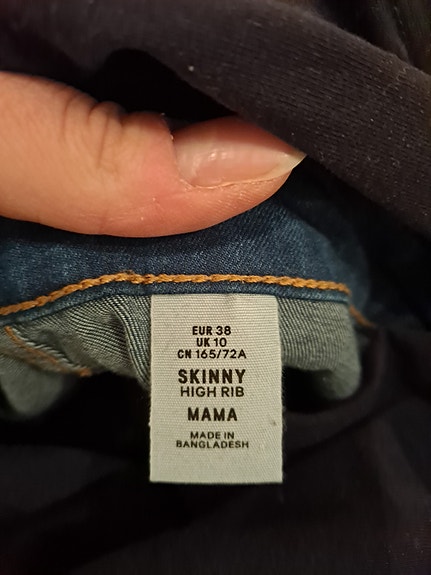 EUR 38
UK 10
CN 165/72A
SKINNY
HIGH RIB
MAMA
MADE IN
BANGLADESH